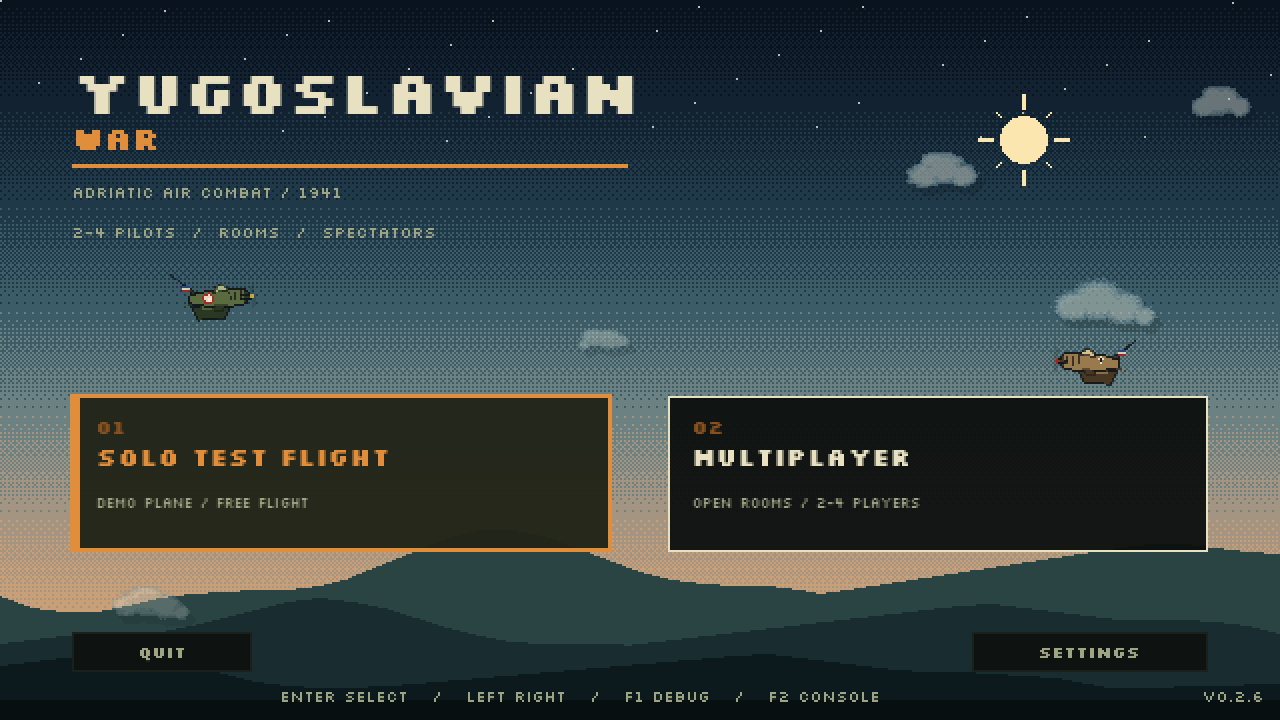 YUGOSLAVIAN
WAR
ADRIATIC AIR COMBAT / 1941
2-4 PILOTS / ROOMS / SPECTATORS
01
SOLO TEST FLIGHT
DEMO PLANE / FREE FLIGHT
02
MULTIPLAYER
OPEN ROOMS / 2-4 PLAYERS
QUIT
SETTINGS
ENTER SELECT / LEFT RIGHT / F1 DEBUG / F2 CONSOLE
V0.2.6